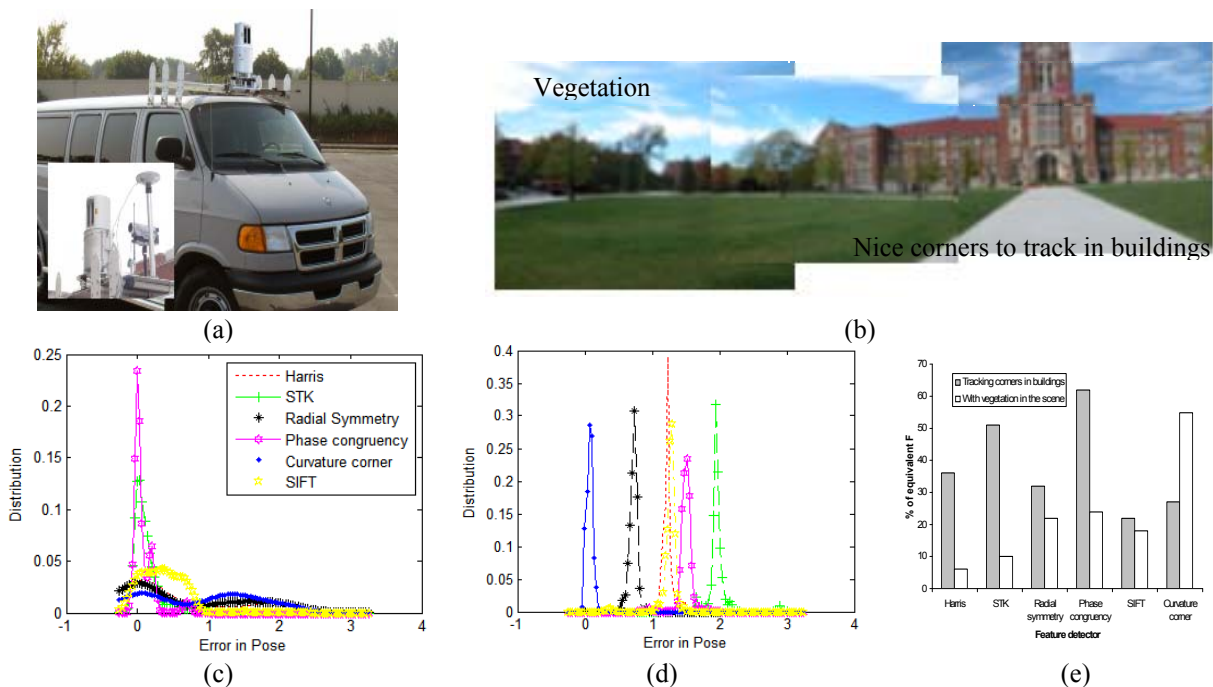 Vegetation
Nice corners to track in buildings
(a)
(b)
0.25
0.2
0.15
0.1
0.05
0
-1
0
1
2
3
4
Distribution
Error in Pose
Harris
STK
Radial Symmetry
Phase congruency
Curvature corner
SIFT
(c)
0.4
0.35
0.3
0.25
0.2
0.15
0.1
0.05
0
-1
0
1
2
3
4
Distribution
Error in Pose
(d)
70
60
50
40
30
20
10
0
% of equivalent F
Tracking corners in buildings
With vegetation in the scene
Harris
STK
Radial
symmetry
Phase
congruency
SIFT
Curvature
corner
Feature detector
(e)